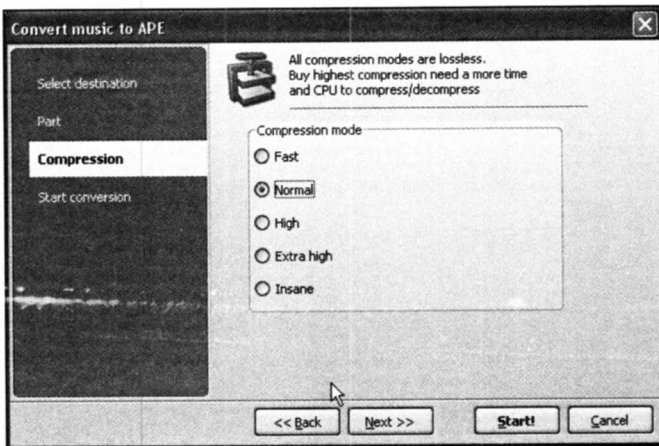 Convert music to APE
Select destination
Part
Compression
Start conversion
All compression modes are lossless.
Buy highest compression need a more time
and CPU to compress/decompress
Compression mode
Fast
Normal
High
Extra high
Insane
<< Back
Next >>
Start!
Cancel